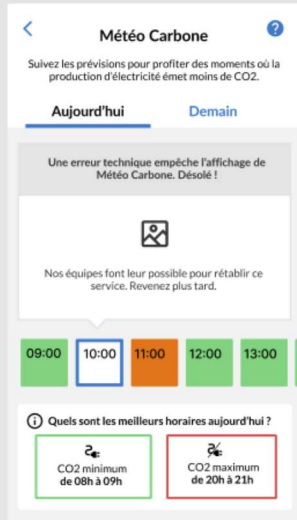 Météo Carbone
Suivez les prévisions pour profiter des moments où la
production d'électricité émet moins de CO2.
Aujourd'hui Demain
Une erreur technique empêche l'affichage de
Météo Carbone. Désolé !
Nos équipes font leur possible pour rétablir ce
service. Revenez plus tard.
09:00 10:00 11:00 12:00 13:00
Quels sont les meilleurs horaires aujourd'hui ?
CO2 minimum
de 08h à 09h
CO2 maximum
de 20h à 21h